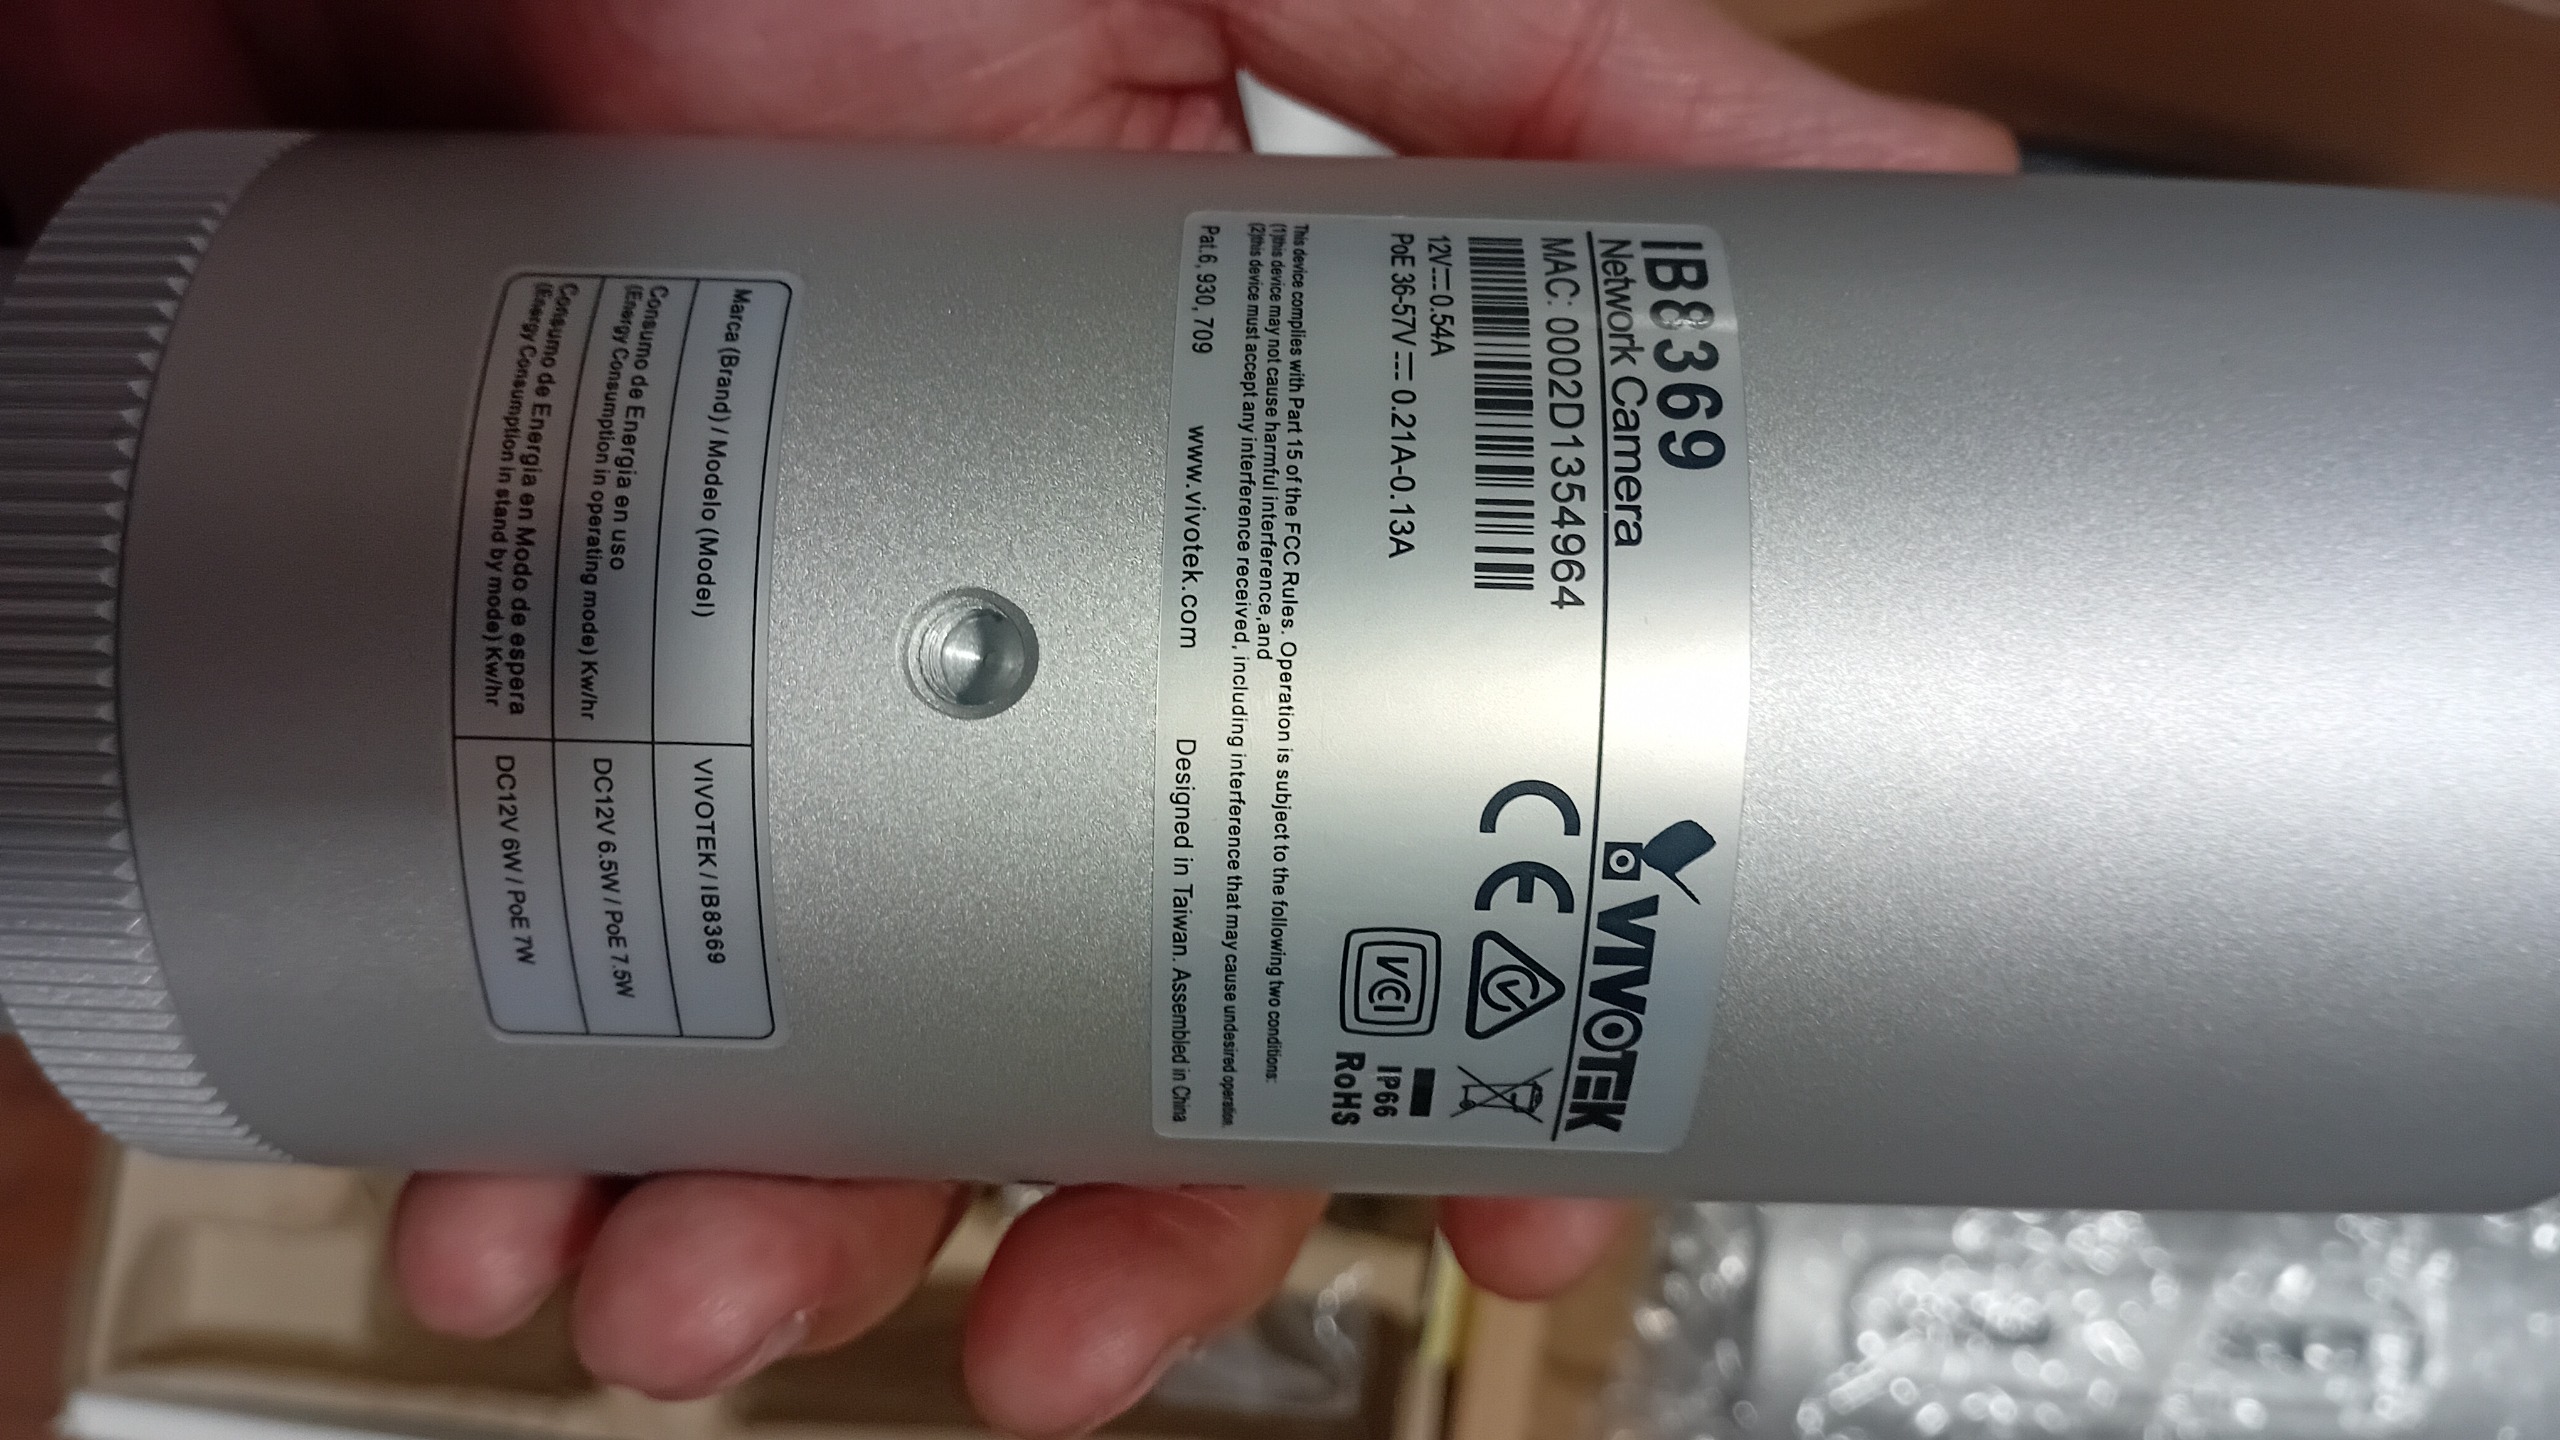 IB8369
Network Camera
VIVOTEK
MAC: 0002D1354964
12V⎓0.54A
PoE 36-57V⎓0.21A-0.13A
CE
VCI
IP66
RoHS
This device complies with Part 15 of the FCC Rules. Operation is subject to the following two conditions:
(1)this device may not cause harmful interference,and
(2)this device must accept any interference received, including interference that may cause undesired operation.
Pat.6, 930, 709 www.vivotek.com Designed in Taiwan. Assembled in China
Marca (Brand) / Modelo (Model) VIVOTEK / IB8369
Consumo de Energia en uso
(Energy Consumption in operating mode) Kw/hr DC12V 6.5W / PoE 7.5W
Consumo de Energia en Modo de espera
(Energy Consumption in stand by mode) Kw/hr DC12V 6W / PoE 7W